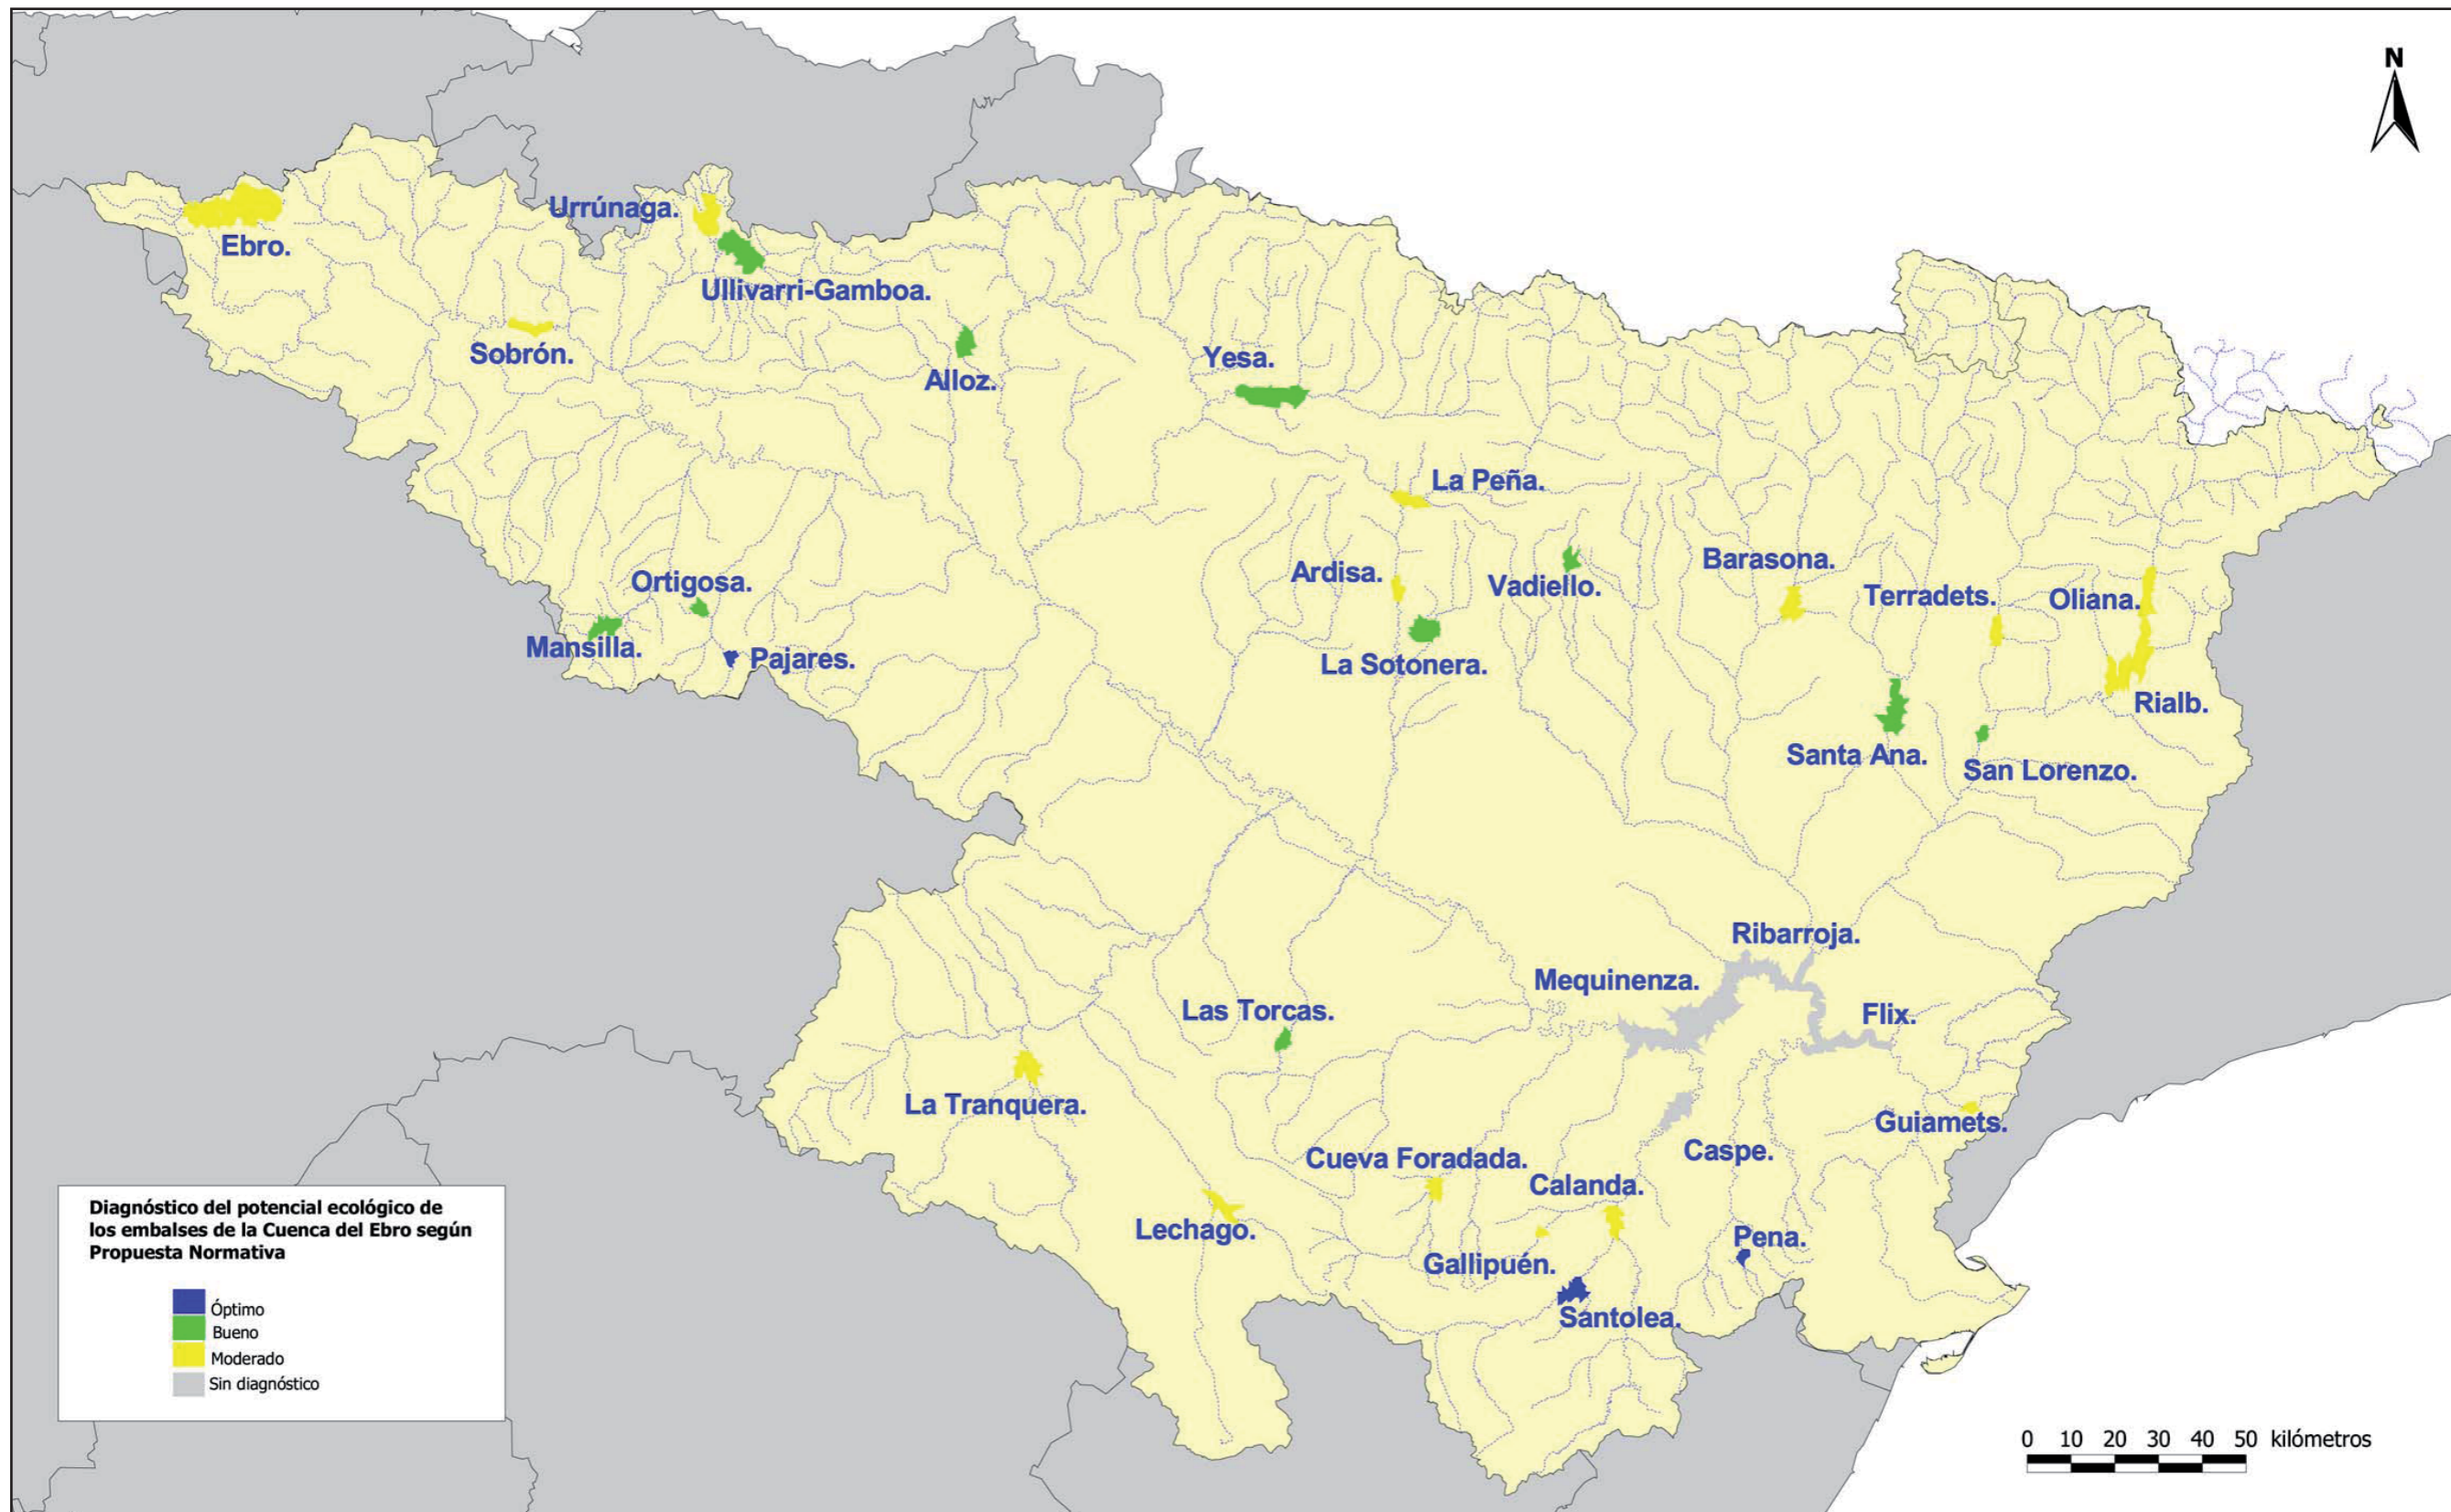 N
Urrúnaga.
Ebro.
Ullivarri-Gamboa.
Sobrón.
Alloz.
Yesa.
La Peña.
Barasona.
Ardisa.
Vadiello.
Terradets.
Oliana.
Ortigosa.
Mansilla.
Pajares.
La Sotonera.
Rialb.
Santa Ana.
San Lorenzo.
Ribarroja.
Mequinenza.
Las Torcas.
Flix.
La Tranquera.
Guiamets.
Cueva Foradada.
Caspe.
Calanda.
Lechago.
Pena.
Gallipuén.
Santolea.
Diagnóstico del potencial ecológico de
los embalses de la Cuenca del Ebro según
Propuesta Normativa
Óptimo
Bueno
Moderado
Sin diagnóstico
0 10 20 30 40 50 kilómetros